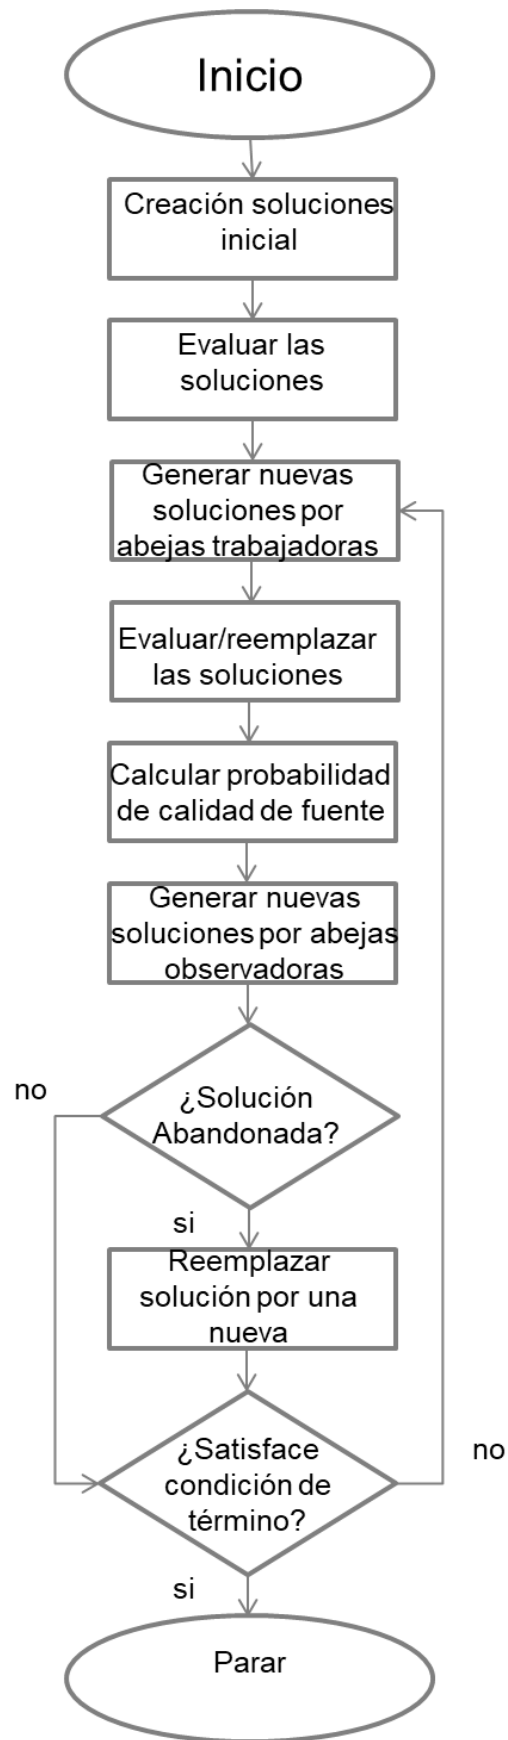 Inicio
Creación soluciones
inicial
Evaluar las
soluciones
Generar nuevas
soluciones por
abejas trabajadoras
Evaluar/reemplazar
las soluciones
Calcular probabilidad
de calidad de fuente
Generar nuevas
soluciones por abejas
observadoras
no
¿Solución
Abandonada?
si
Reemplazar
solución por una
nueva
¿Satisface
condición de
término?
no
si
Parar